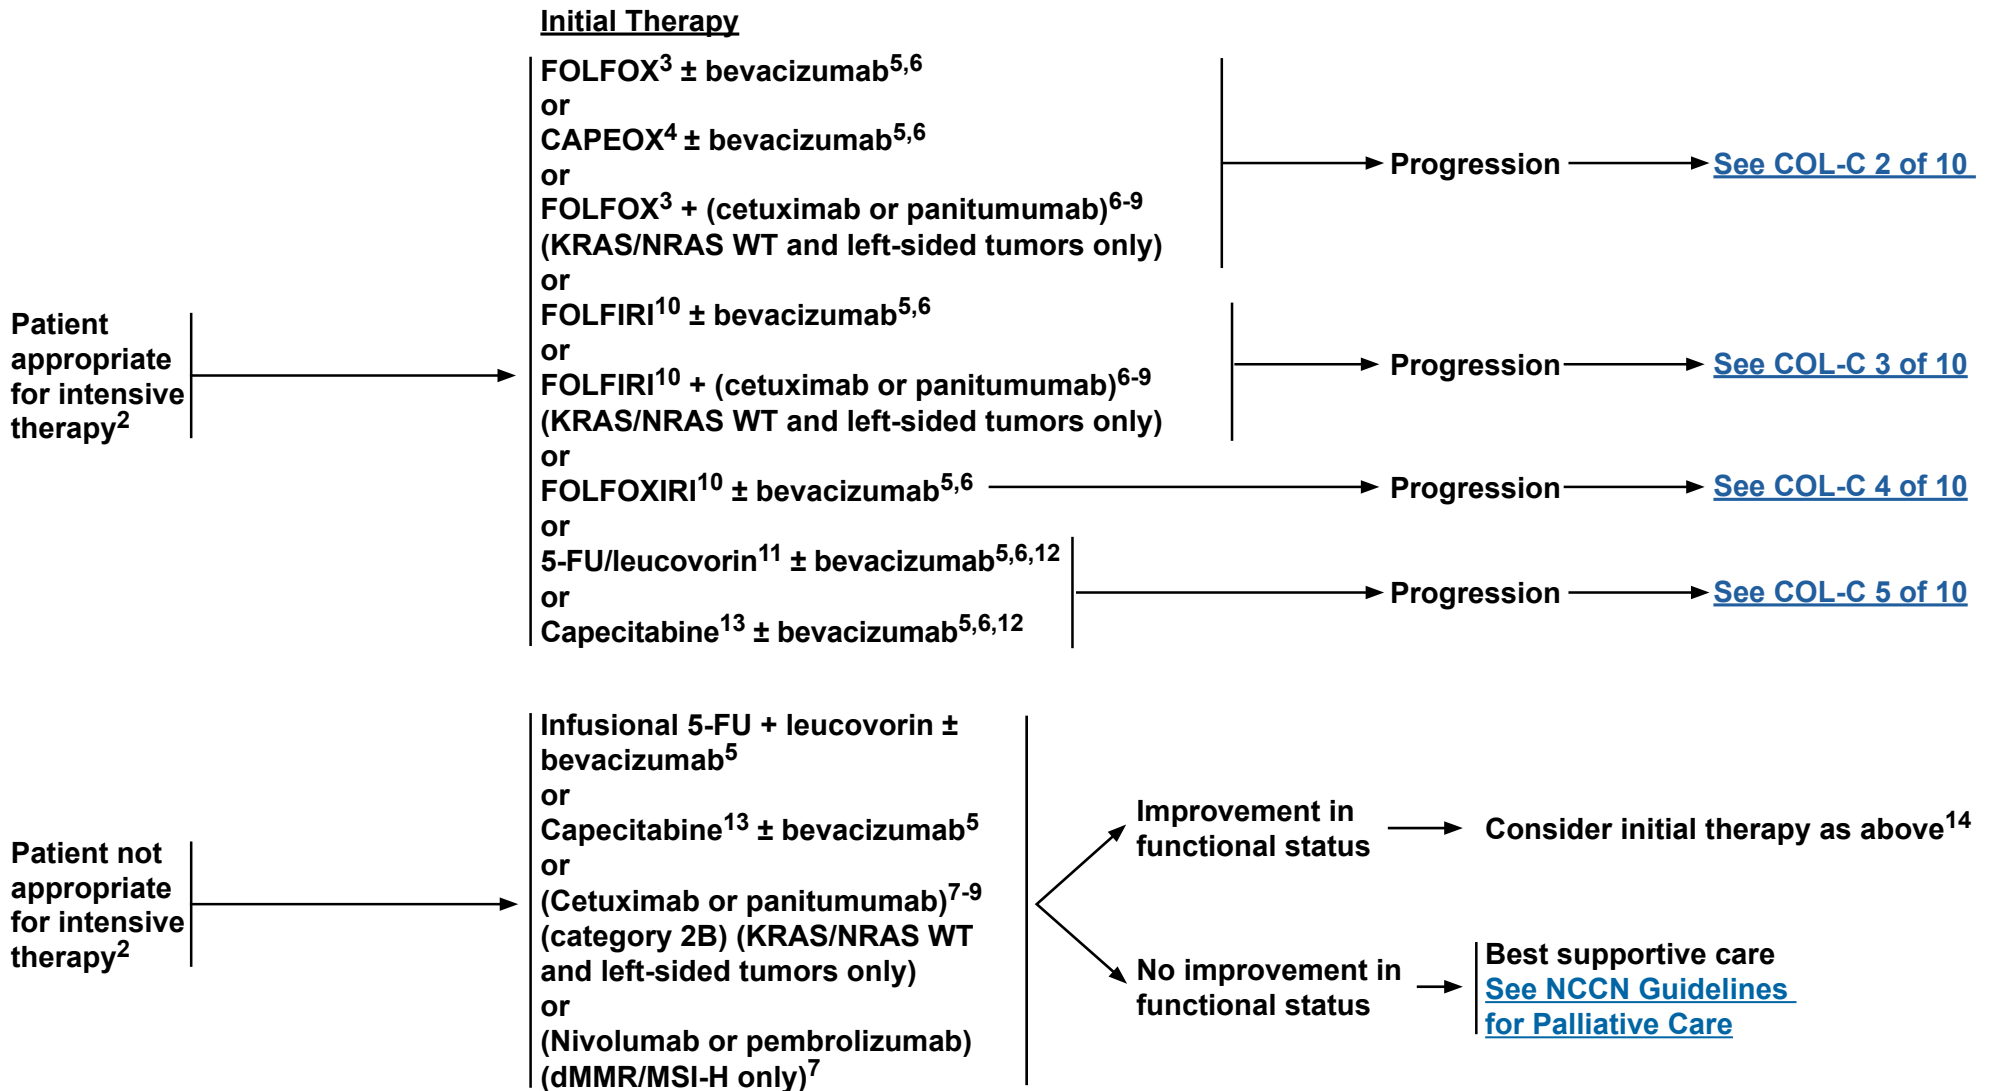 Initial Therapy
Patient
appropriate
for intensive
therapy2
FOLFOX3 ± bevacizumab5,6
or
CAPEOX4 ± bevacizumab5,6
or
FOLFOX3 + (cetuximab or panitumumab)6-9
(KRAS/NRAS WT and left-sided tumors only)
or
FOLFIRI10 ± bevacizumab5,6
or
FOLFIRI10 + (cetuximab or panitumumab)6-9
(KRAS/NRAS WT and left-sided tumors only)
or
FOLFOXIRI10 ± bevacizumab5,6
or
5-FU/leucovorin11 ± bevacizumab5,6,12
or
Capecitabine13 ± bevacizumab5,6,12
Progression
See COL-C 2 of 10
Progression
See COL-C 3 of 10
Progression
See COL-C 4 of 10
Progression
See COL-C 5 of 10
Patient not
appropriate
for intensive
therapy2
Infusional 5-FU + leucovorin ±
bevacizumab5
or
Capecitabine13 ± bevacizumab5
or
(Cetuximab or panitumumab)7-9
(category 2B) (KRAS/NRAS WT
and left-sided tumors only)
or
(Nivolumab or pembrolizumab)
(dMMR/MSI-H only)7
Improvement in
functional status
Consider initial therapy as above14
No improvement in
functional status
Best supportive care
See NCCN Guidelines
for Palliative Care